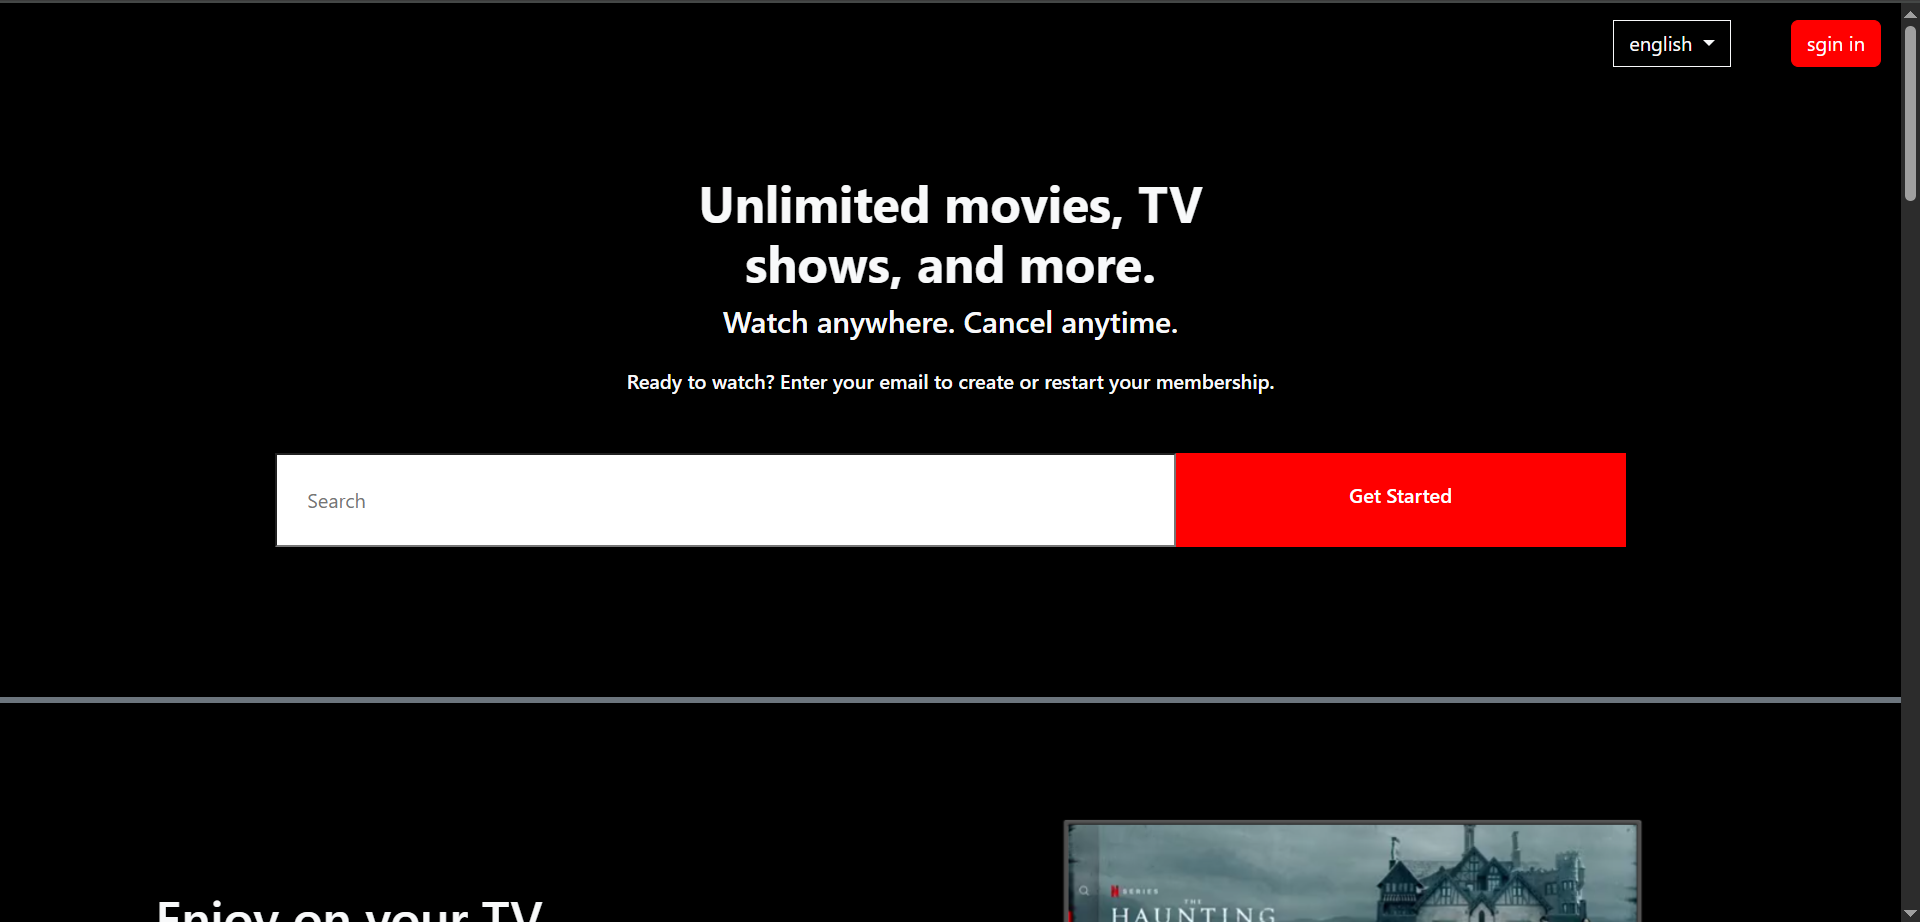 english
sgin in
Unlimited movies, TV
shows, and more.
Watch anywhere. Cancel anytime.
Ready to watch? Enter your email to create or restart your membership.
Search
Get Started
Enjoy on your TV
N SERIES
THE
HAUNTING